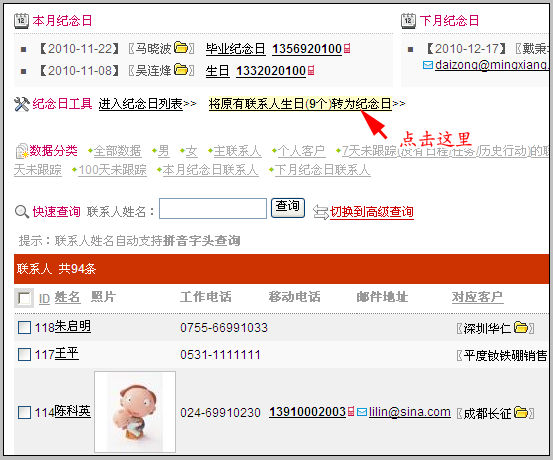 12 本月纪念日
12 下月纪念日
【2010-11-22】〖马晓波〗 毕业纪念日 1356920100
【2010-11-08】〖吴连烽〗 生日 1332020100
【2010-12-17】〖戴秉
daizong@mingxiang.
纪念日工具 进入纪念日列表>> 将原有联系人生日(9个)转为纪念日>>
点击这里
数据分类 全部数据 男 女 主联系人 个人客户 7天未跟踪(没有日程/任务/历史行动)的联
天未跟踪 100天未跟踪 本月纪念日联系人 下月纪念日联系人
快速查询 联系人姓名： 查询 切换到高级查询
提示：联系人姓名自动支持拼音字头查询
联系人 共94条
ID 姓名 照片 工作电话 移动电话 邮件地址 对应客户
118 朱启明 0755-66991033 〖深圳华仁
117 王平 0531-1111111 〖平度钕铁硼销售
114 陈科英 024-69910230 13910002003 lilin@sina.com 〖成都长征〗